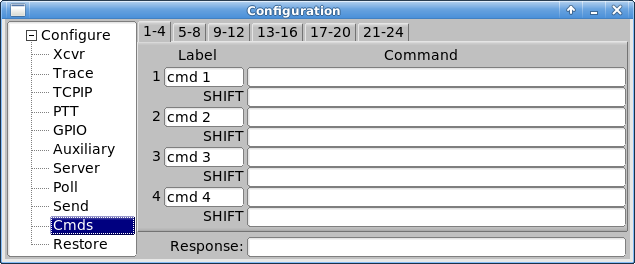 Configuration
Configure
Xcvr
Trace
TCPIP
PTT
GPIO
Auxiliary
Server
Poll
Send
Cmds
Restore
1-4 5-8 9-12 13-16 17-20 21-24
Label Command
1 cmd 1
SHIFT
2 cmd 2
SHIFT
3 cmd 3
SHIFT
4 cmd 4
SHIFT
Response: